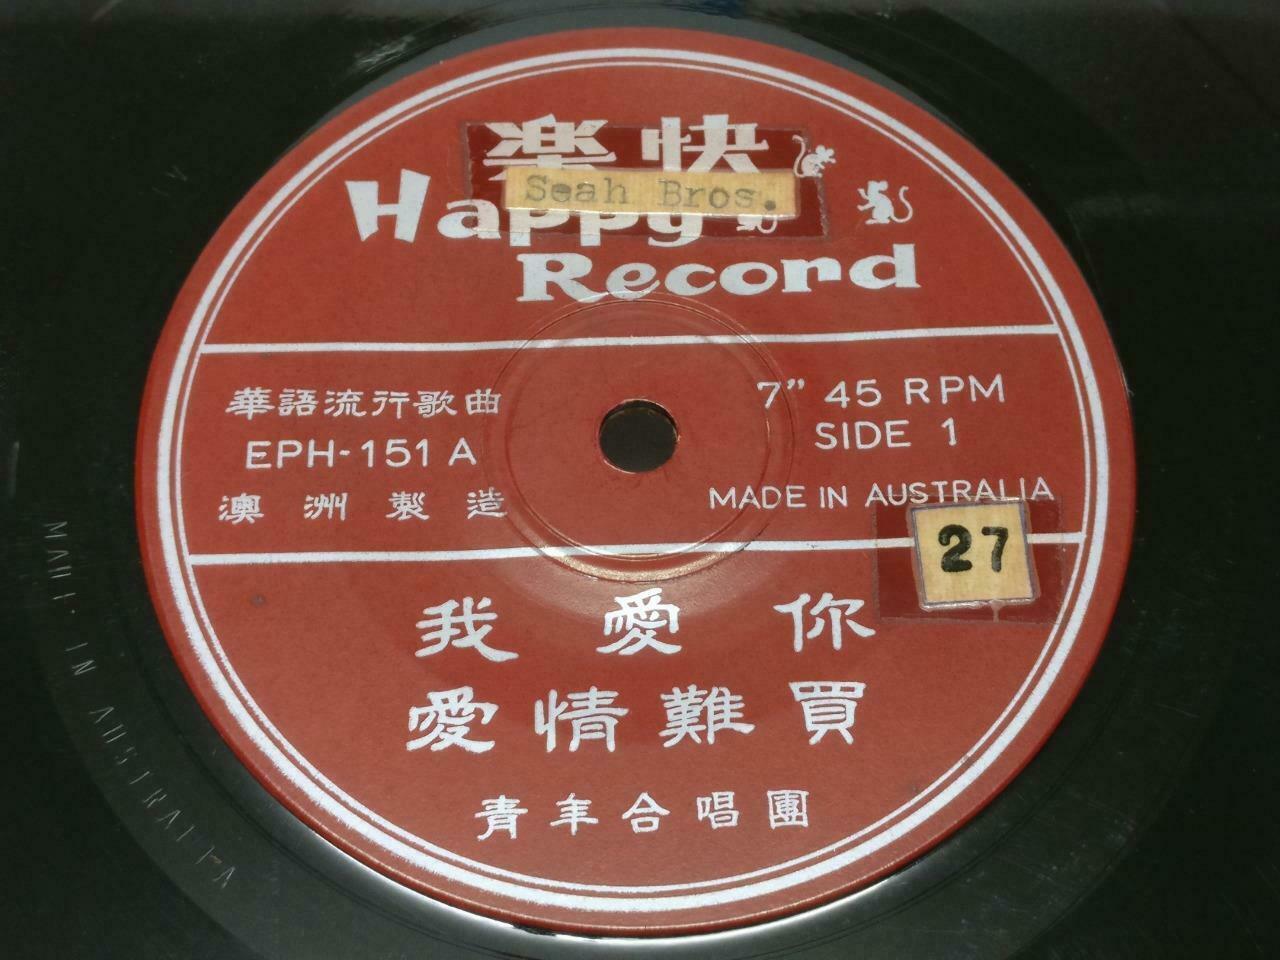 楽快
Seah Bros.
Happy
Record
華語流行歌曲
EPH-151 A
澳洲製造
7" 45 RPM
SIDE 1
MADE IN AUSTRALIA
27
我愛你
愛情難買
青年合唱團
MADE IN AUSTRALIA